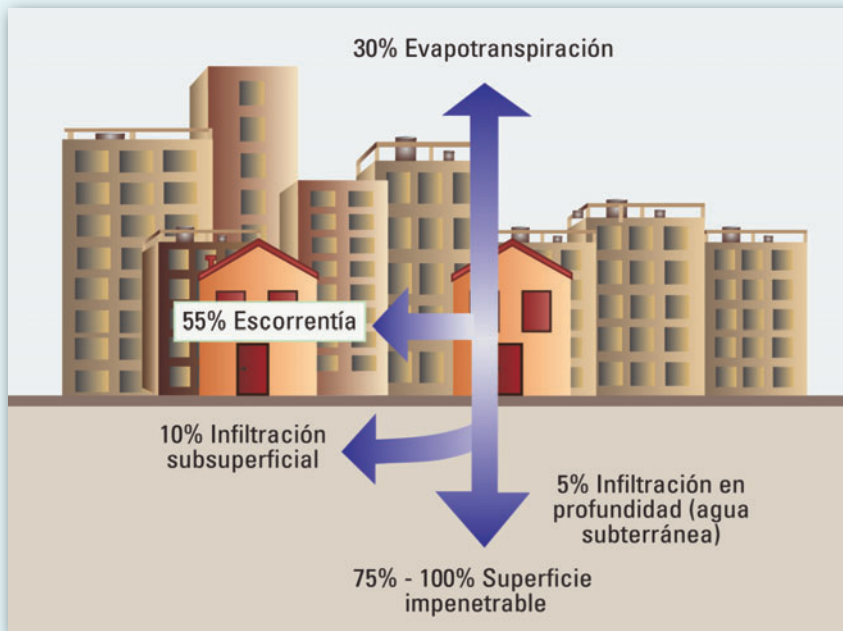 30% Evapotranspiración
55% Escorrentía
10% Infiltración
subsuperficial
5% Infiltración en
profundidad (agua
subterránea)
75% - 100% Superficie
impenetrable